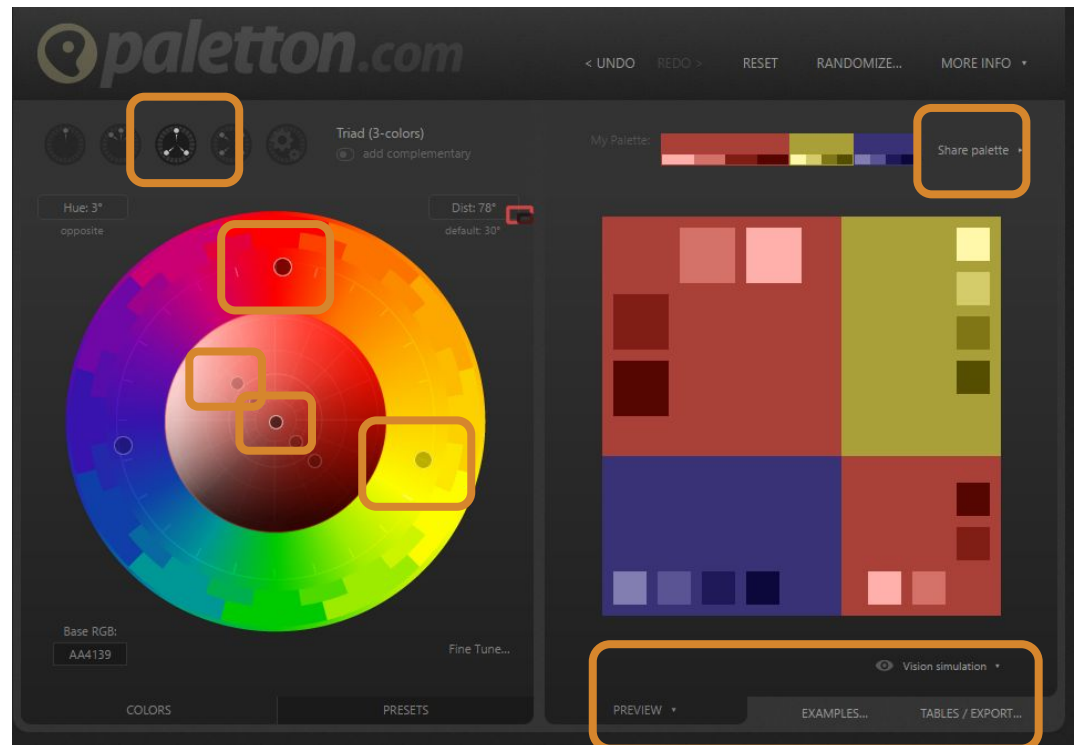 paletton.com
< UNDO REDO > RESET RANDOMIZE... MORE INFO
Triad (3-colors)
add complementary
My Palette:
Share palette
Hue: 3°
opposite
Dist: 78°
default: 30°
Base RGB:
AA4139
Fine Tune...
Vision simulation
COLORS
PRESETS
PREVIEW
EXAMPLES...
TABLES / EXPORT...